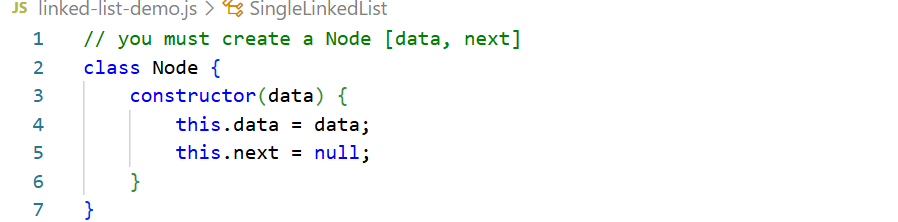 JS linked-list-demo.js > SingleLinkedList
1 // you must create a Node [data, next]
2 class Node {
3 constructor(data) {
4 this.data = data;
5 this.next = null;
6 }
7 }